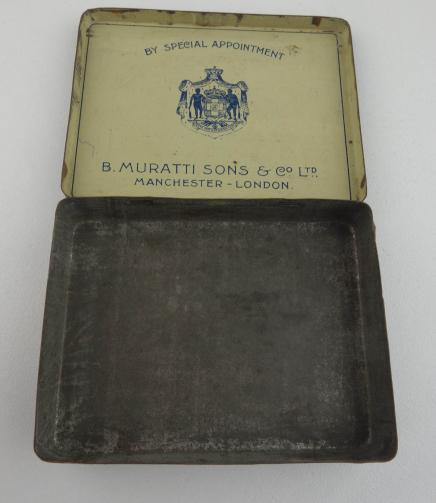 BY SPECIAL APPOINTMENT
B. MURATTI SONS & CO. LTD.
MANCHESTER - LONDON.